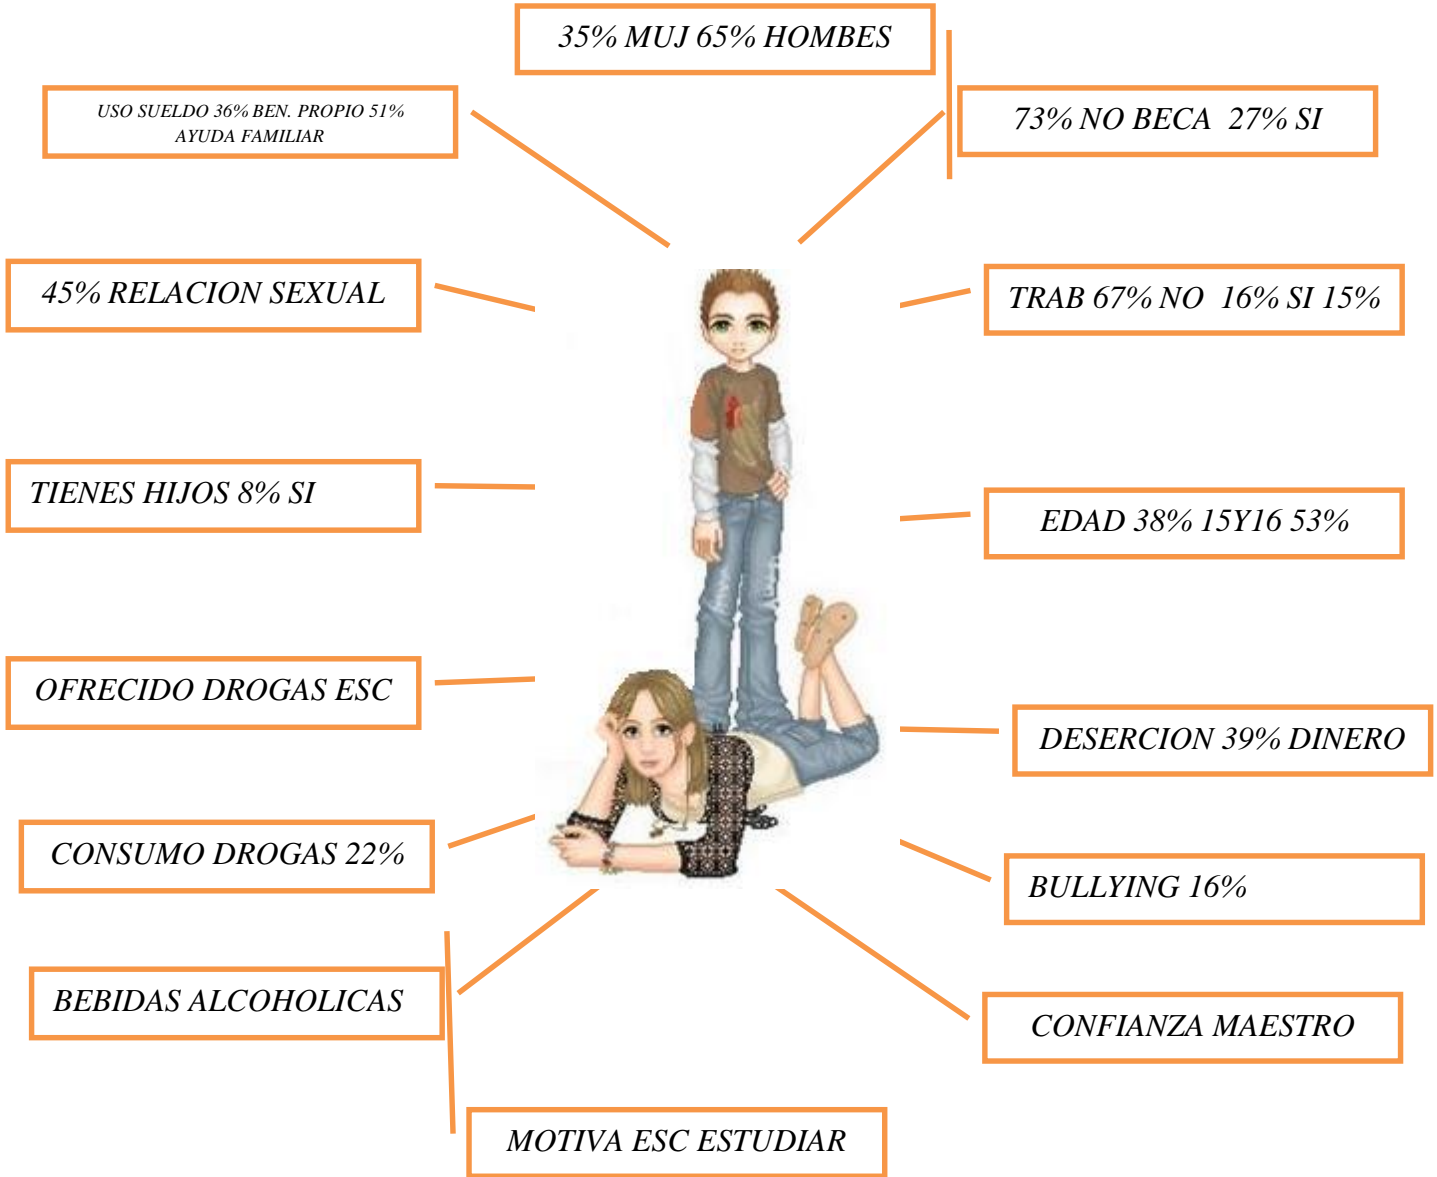 35% MUJ 65% HOMBES
USO SUELDO 36% BEN. PROPIO 51%
AYUDA FAMILIAR
73% NO BECA  27% SI
45% RELACION SEXUAL
TRAB 67% NO  16% SI 15%
TIENES HIJOS 8% SI
EDAD 38% 15Y16 53%
OFRECIDO DROGAS ESC
DESERCION 39% DINERO
CONSUMO DROGAS 22%
BULLYING 16%
BEBIDAS ALCOHOLICAS
CONFIANZA MAESTRO
MOTIVA ESC ESTUDIAR